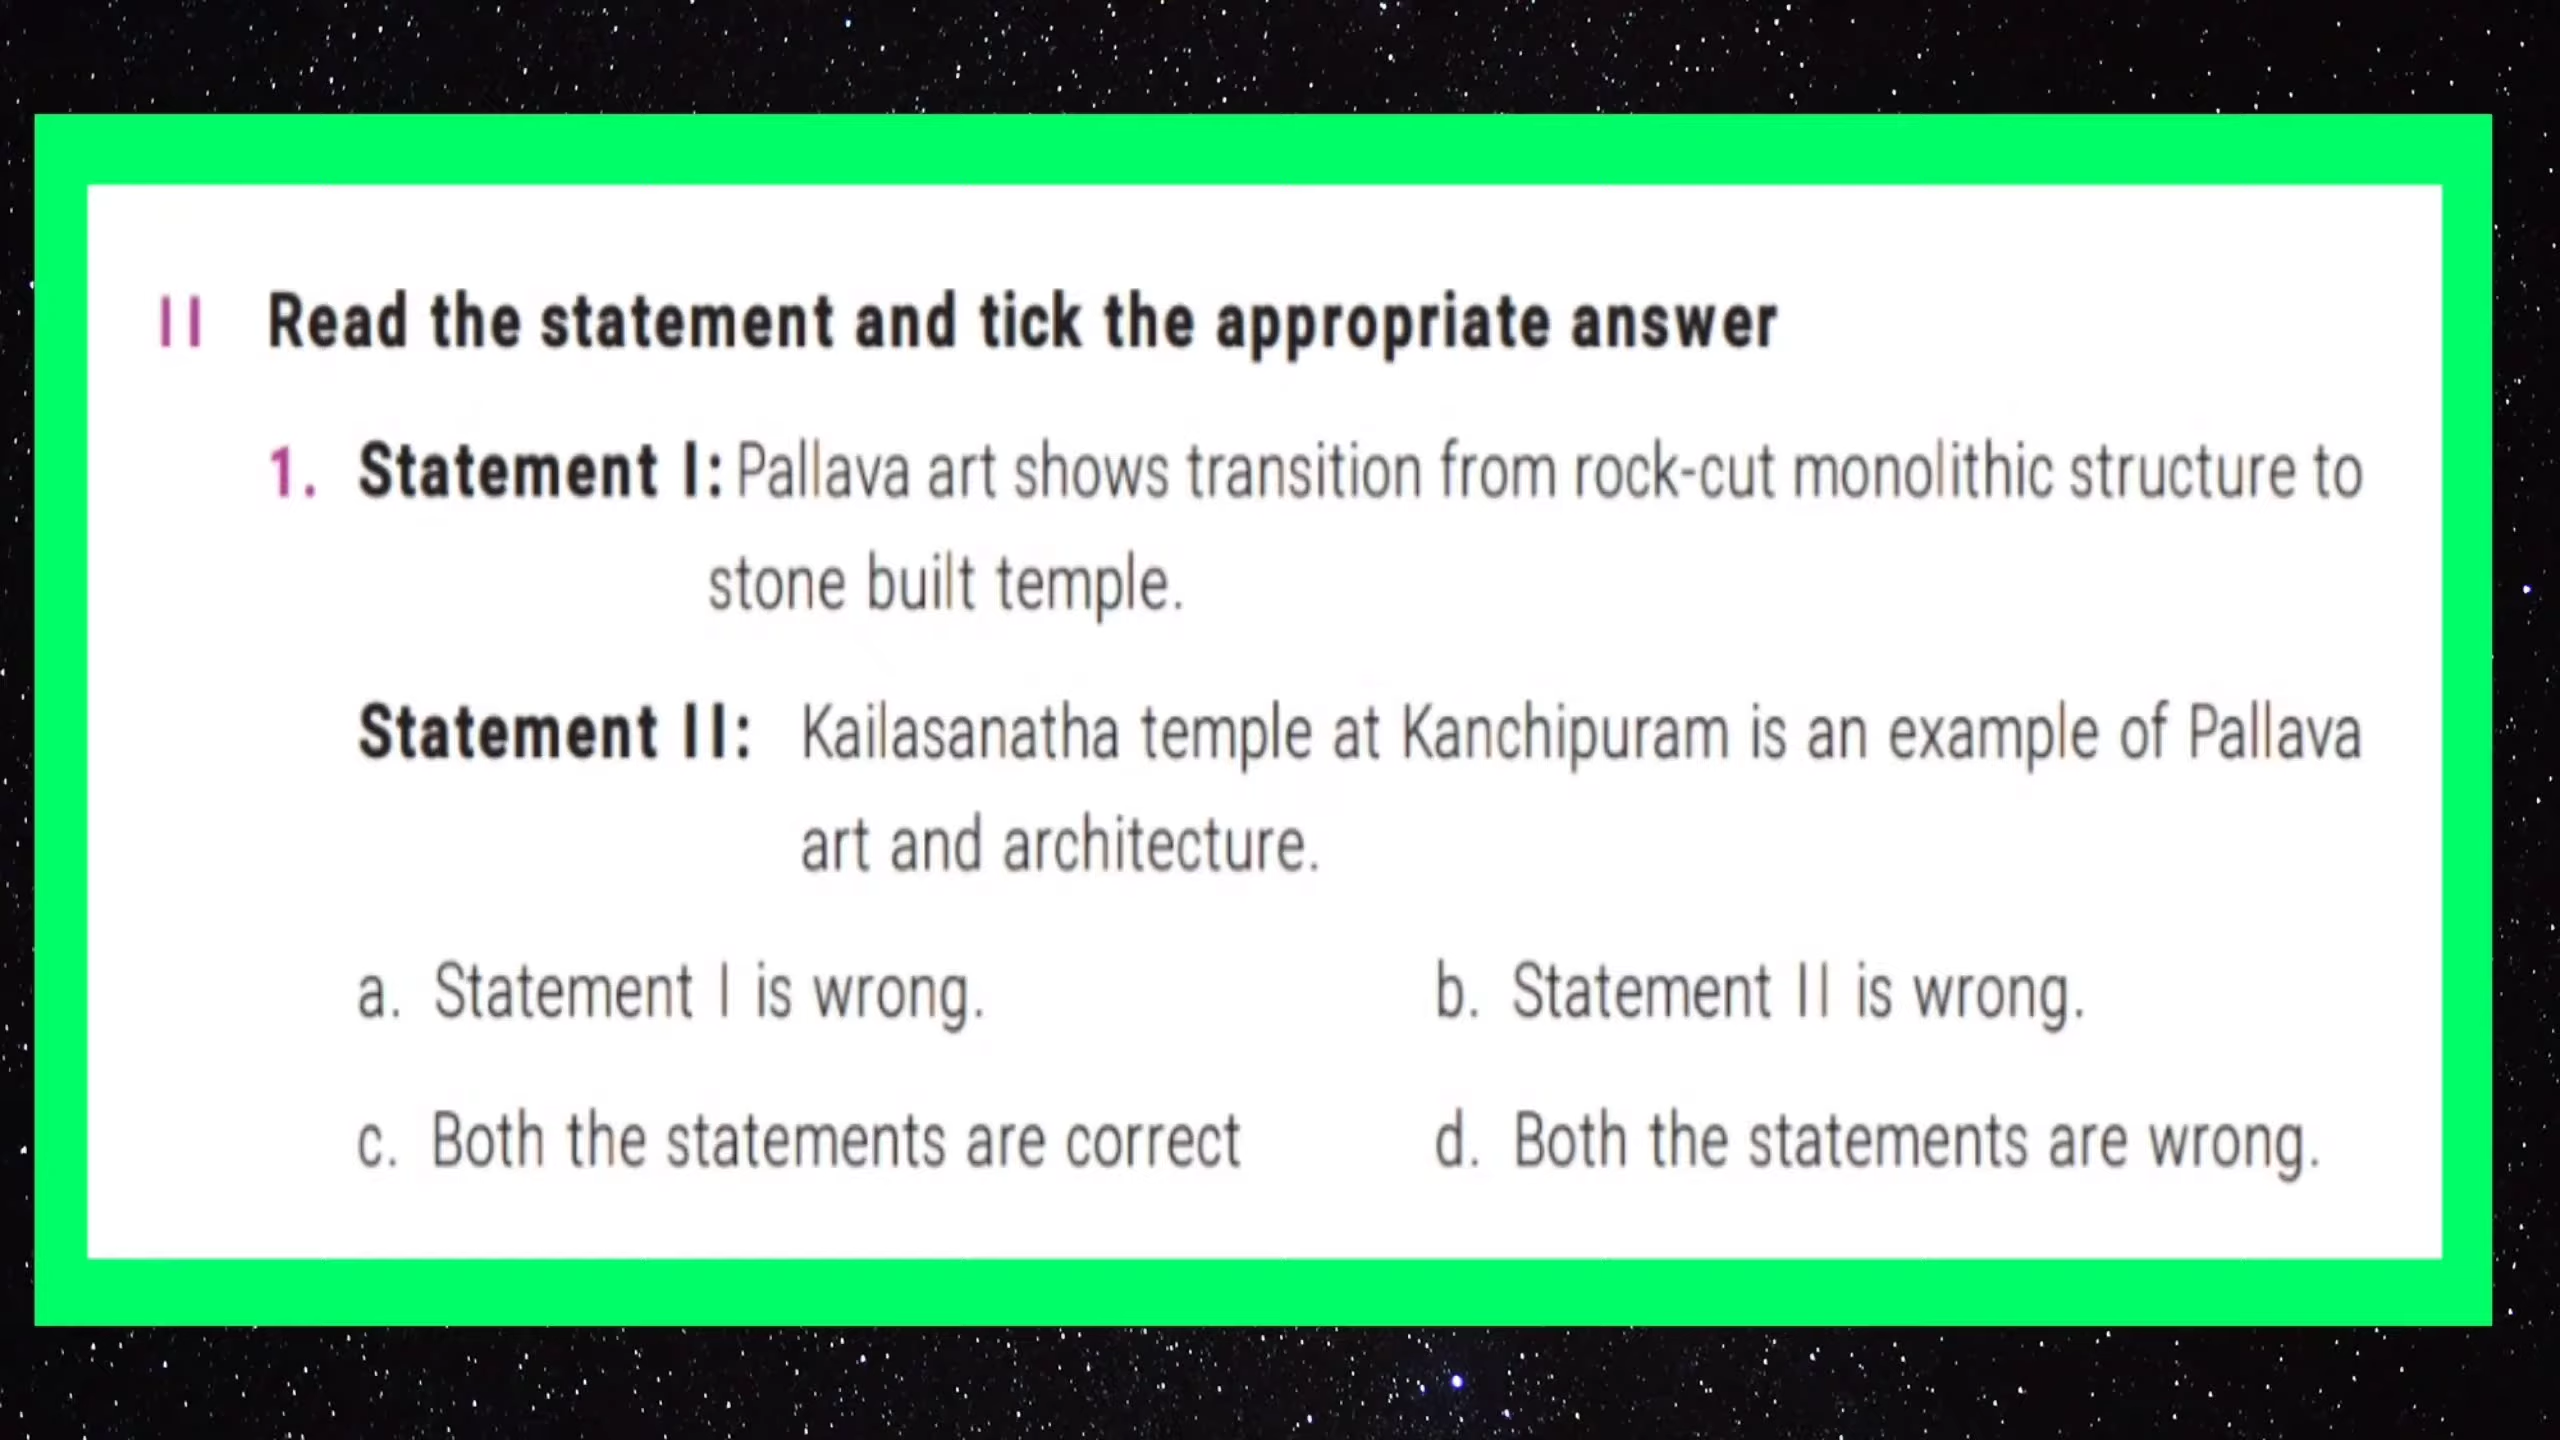 II Read the statement and tick the appropriate answer
1. Statement I: Pallava art shows transition from rock-cut monolithic structure to
stone built temple.
Statement II: Kailasanatha temple at Kanchipuram is an example of Pallava
art and architecture.
a. Statement I is wrong. b. Statement II is wrong.
c. Both the statements are correct d. Both the statements are wrong.